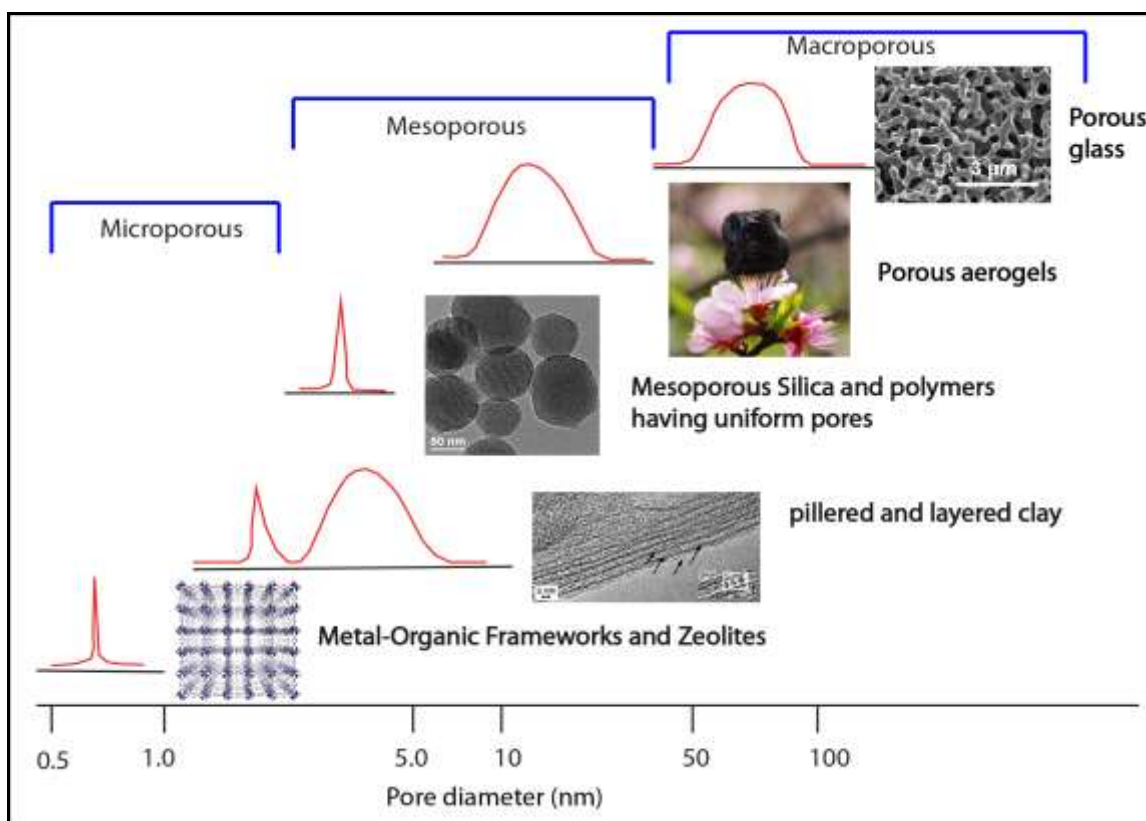 Macroporous
Mesoporous
Microporous
Porous
glass
3 µm
Porous aerogels
Mesoporous Silica and polymers
having uniform pores
50 nm
pillered and layered clay
Metal-Organic Frameworks and Zeolites
0.5 1.0 5.0 10 50 100
Pore diameter (nm)